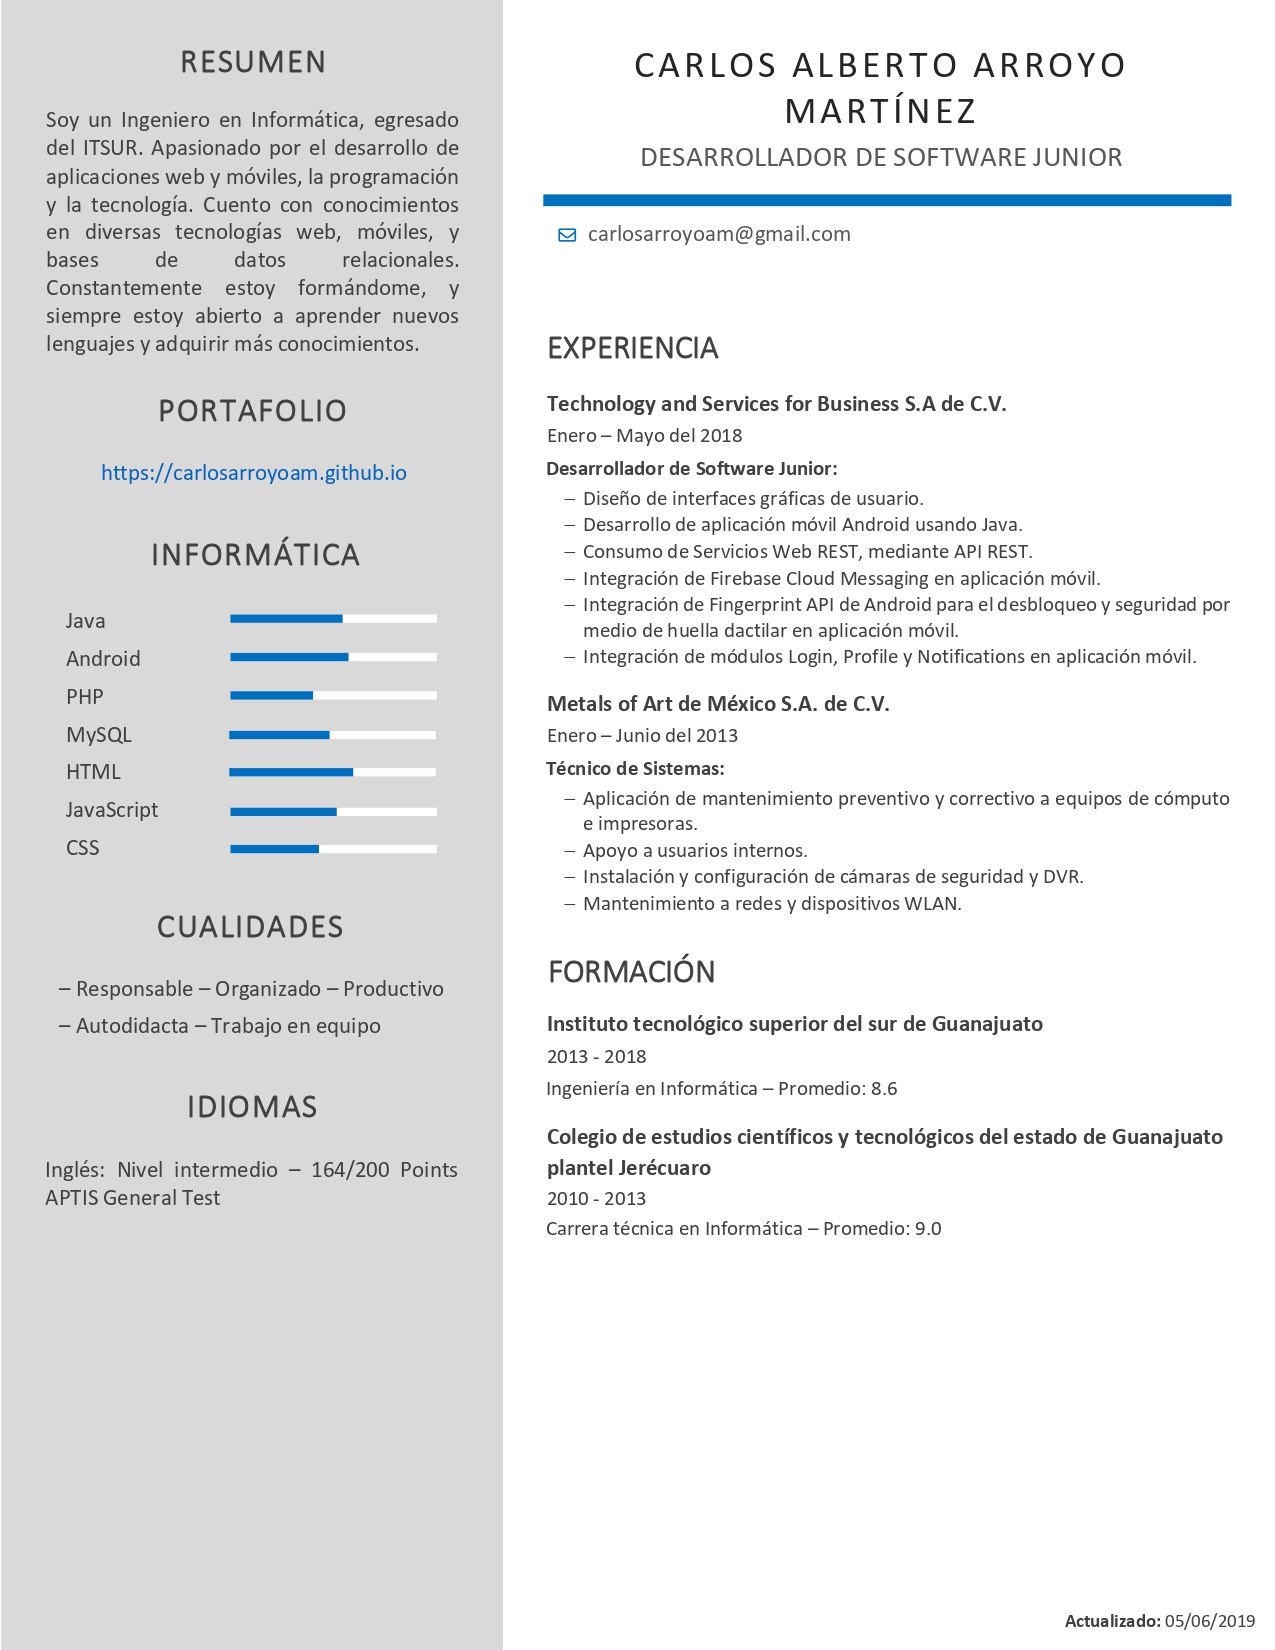 RESUMEN
Soy un Ingeniero en Informática, egresado
del ITSUR. Apasionado por el desarrollo de
aplicaciones web y móviles, la programación
y la tecnología. Cuento con conocimientos
en diversas tecnologías web, móviles, y
bases de datos relacionales.
Constantemente estoy formándome, y
siempre estoy abierto a aprender nuevos
lenguajes y adquirir más conocimientos.
PORTAFOLIO
https://carlosarroyoam.github.io
INFORMÁTICA
Java
Android
PHP
MySQL
HTML
JavaScript
CSS
CUALIDADES
– Responsable – Organizado – Productivo
– Autodidacta – Trabajo en equipo
IDIOMAS
Inglés: Nivel intermedio – 164/200 Points
APTIS General Test
CARLOS ALBERTO ARROYO
MARTÍNEZ
DESARROLLADOR DE SOFTWARE JUNIOR
carlosarroyoam@gmail.com
EXPERIENCIA
Technology and Services for Business S.A de C.V.
Enero – Mayo del 2018
Desarrollador de Software Junior:
– Diseño de interfaces gráficas de usuario.
– Desarrollo de aplicación móvil Android usando Java.
– Consumo de Servicios Web REST, mediante API REST.
– Integración de Firebase Cloud Messaging en aplicación móvil.
– Integración de Fingerprint API de Android para el desbloqueo y seguridad por
medio de huella dactilar en aplicación móvil.
– Integración de módulos Login, Profile y Notifications en aplicación móvil.
Metals of Art de México S.A. de C.V.
Enero – Junio del 2013
Técnico de Sistemas:
– Aplicación de mantenimiento preventivo y correctivo a equipos de cómputo
e impresoras.
– Apoyo a usuarios internos.
– Instalación y configuración de cámaras de seguridad y DVR.
– Mantenimiento a redes y dispositivos WLAN.
FORMACIÓN
Instituto tecnológico superior del sur de Guanajuato
2013 - 2018
Ingeniería en Informática – Promedio: 8.6
Colegio de estudios científicos y tecnológicos del estado de Guanajuato
plantel Jerécuaro
2010 - 2013
Carrera técnica en Informática – Promedio: 9.0
Actualizado: 05/06/2019